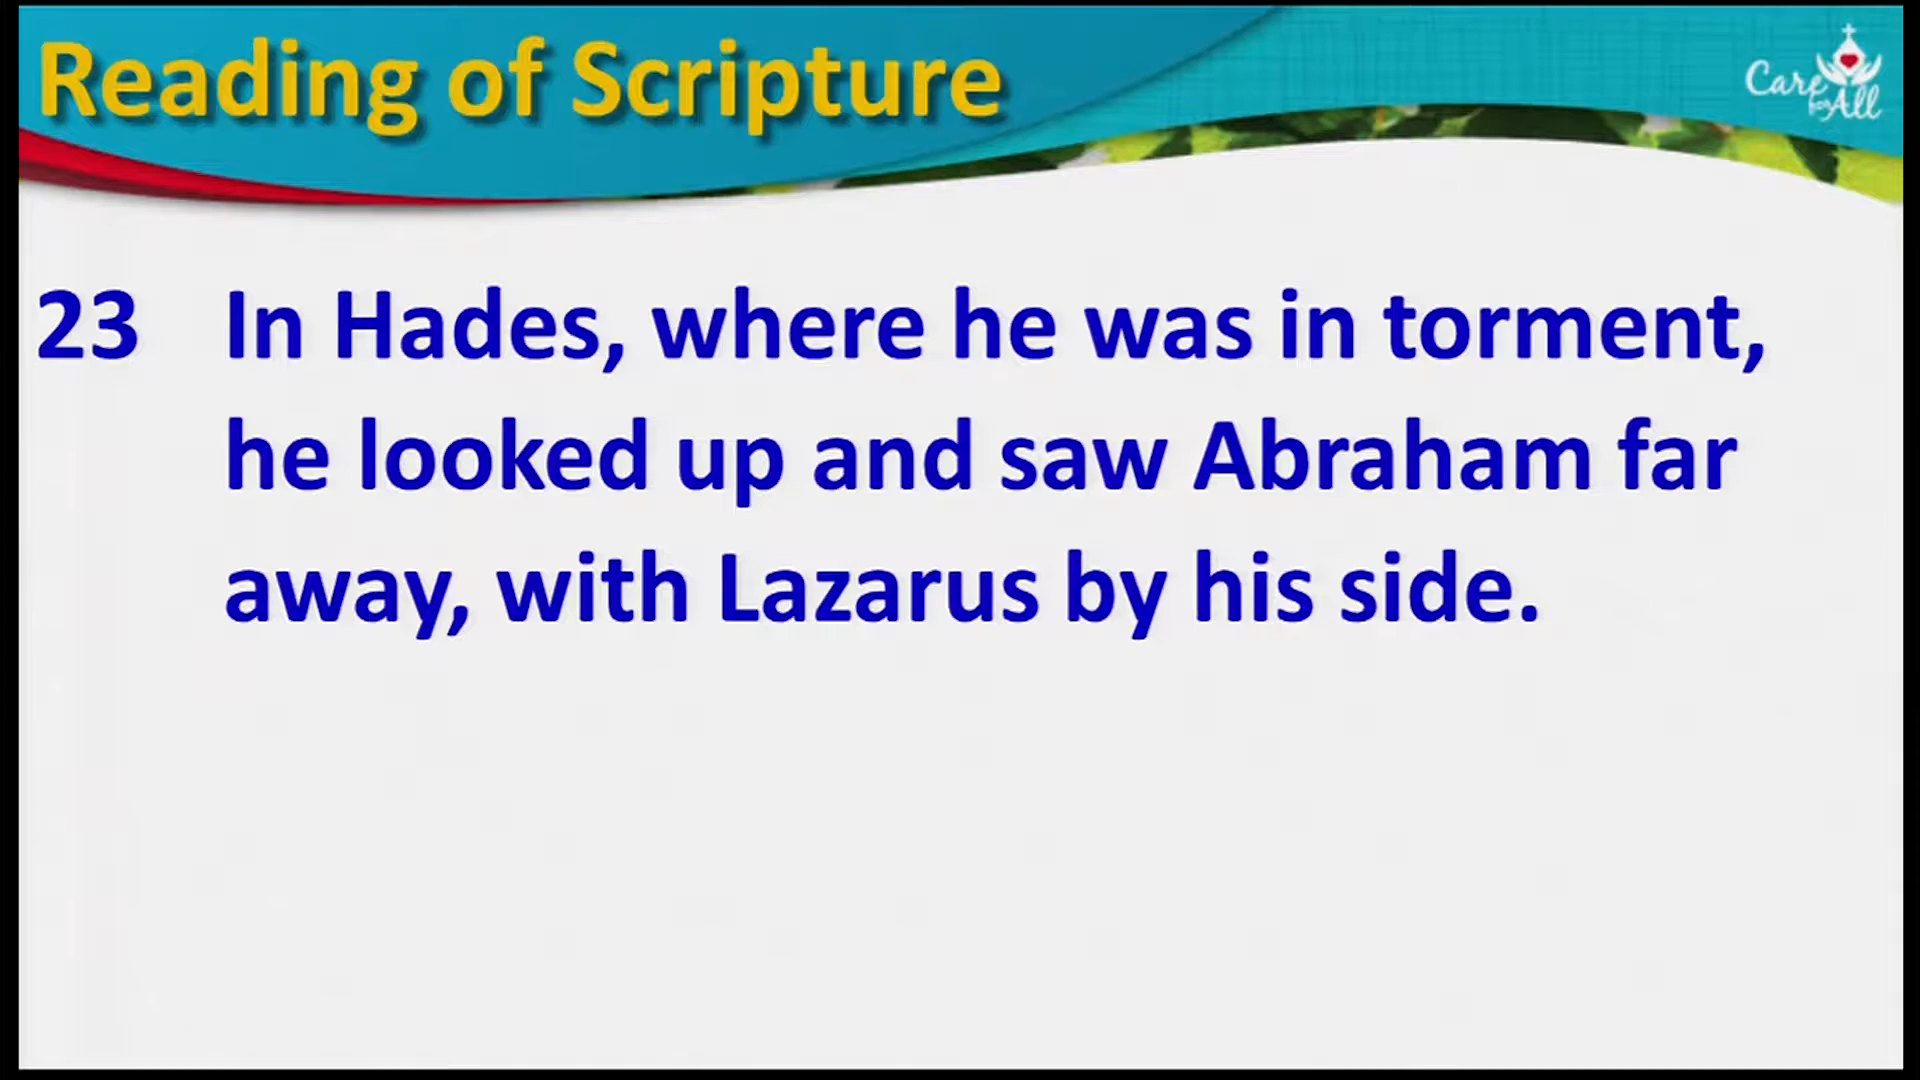 Reading of Scripture
Care
for All
23 In Hades, where he was in torment,
he looked up and saw Abraham far
away, with Lazarus by his side.